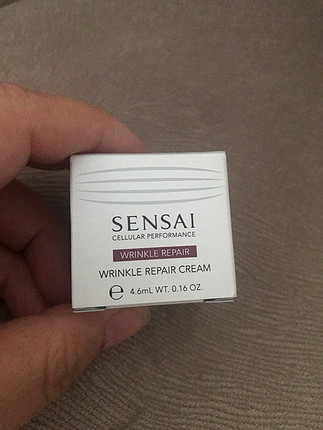 SENSAI
CELLULAR PERFORMANCE
WRINKLE REPAIR
WRINKLE REPAIR CREAM
℮ 4.6mL WT. 0.16 OZ.